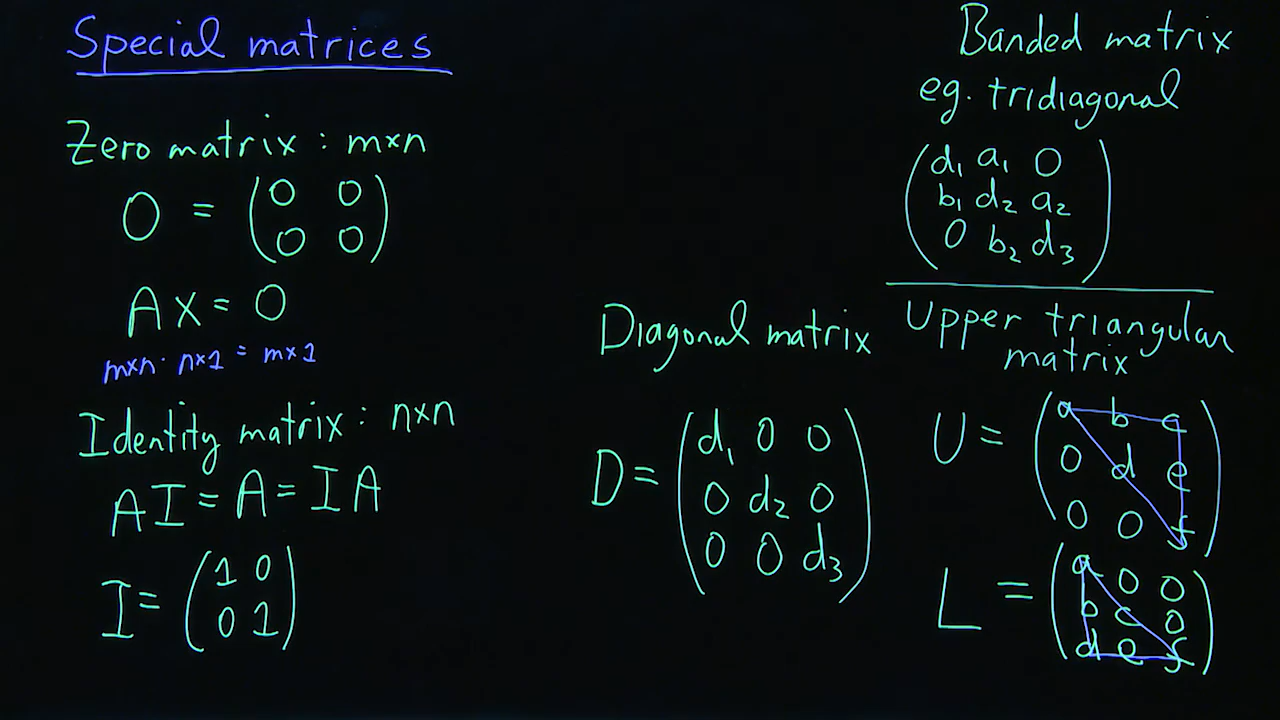 Special matrices
Zero matrix : m×n
0 = (0 0
0 0)
AX = 0
m×n · n×1 = m×1
Identity matrix : n×n
AI = A = IA
I = (1 0
0 1)
Diagonal matrix
D = (d₁ 0 0
0 d₂ 0
0 0 d₃)
Banded matrix
eg. tridiagonal
(d₁ a₁ 0
b₁ d₂ a₂
0 b₂ d₃)
Upper triangular
matrix
U = (a b c
0 d e
0 0 f)
L = (a 0 0
b c 0
d e f)